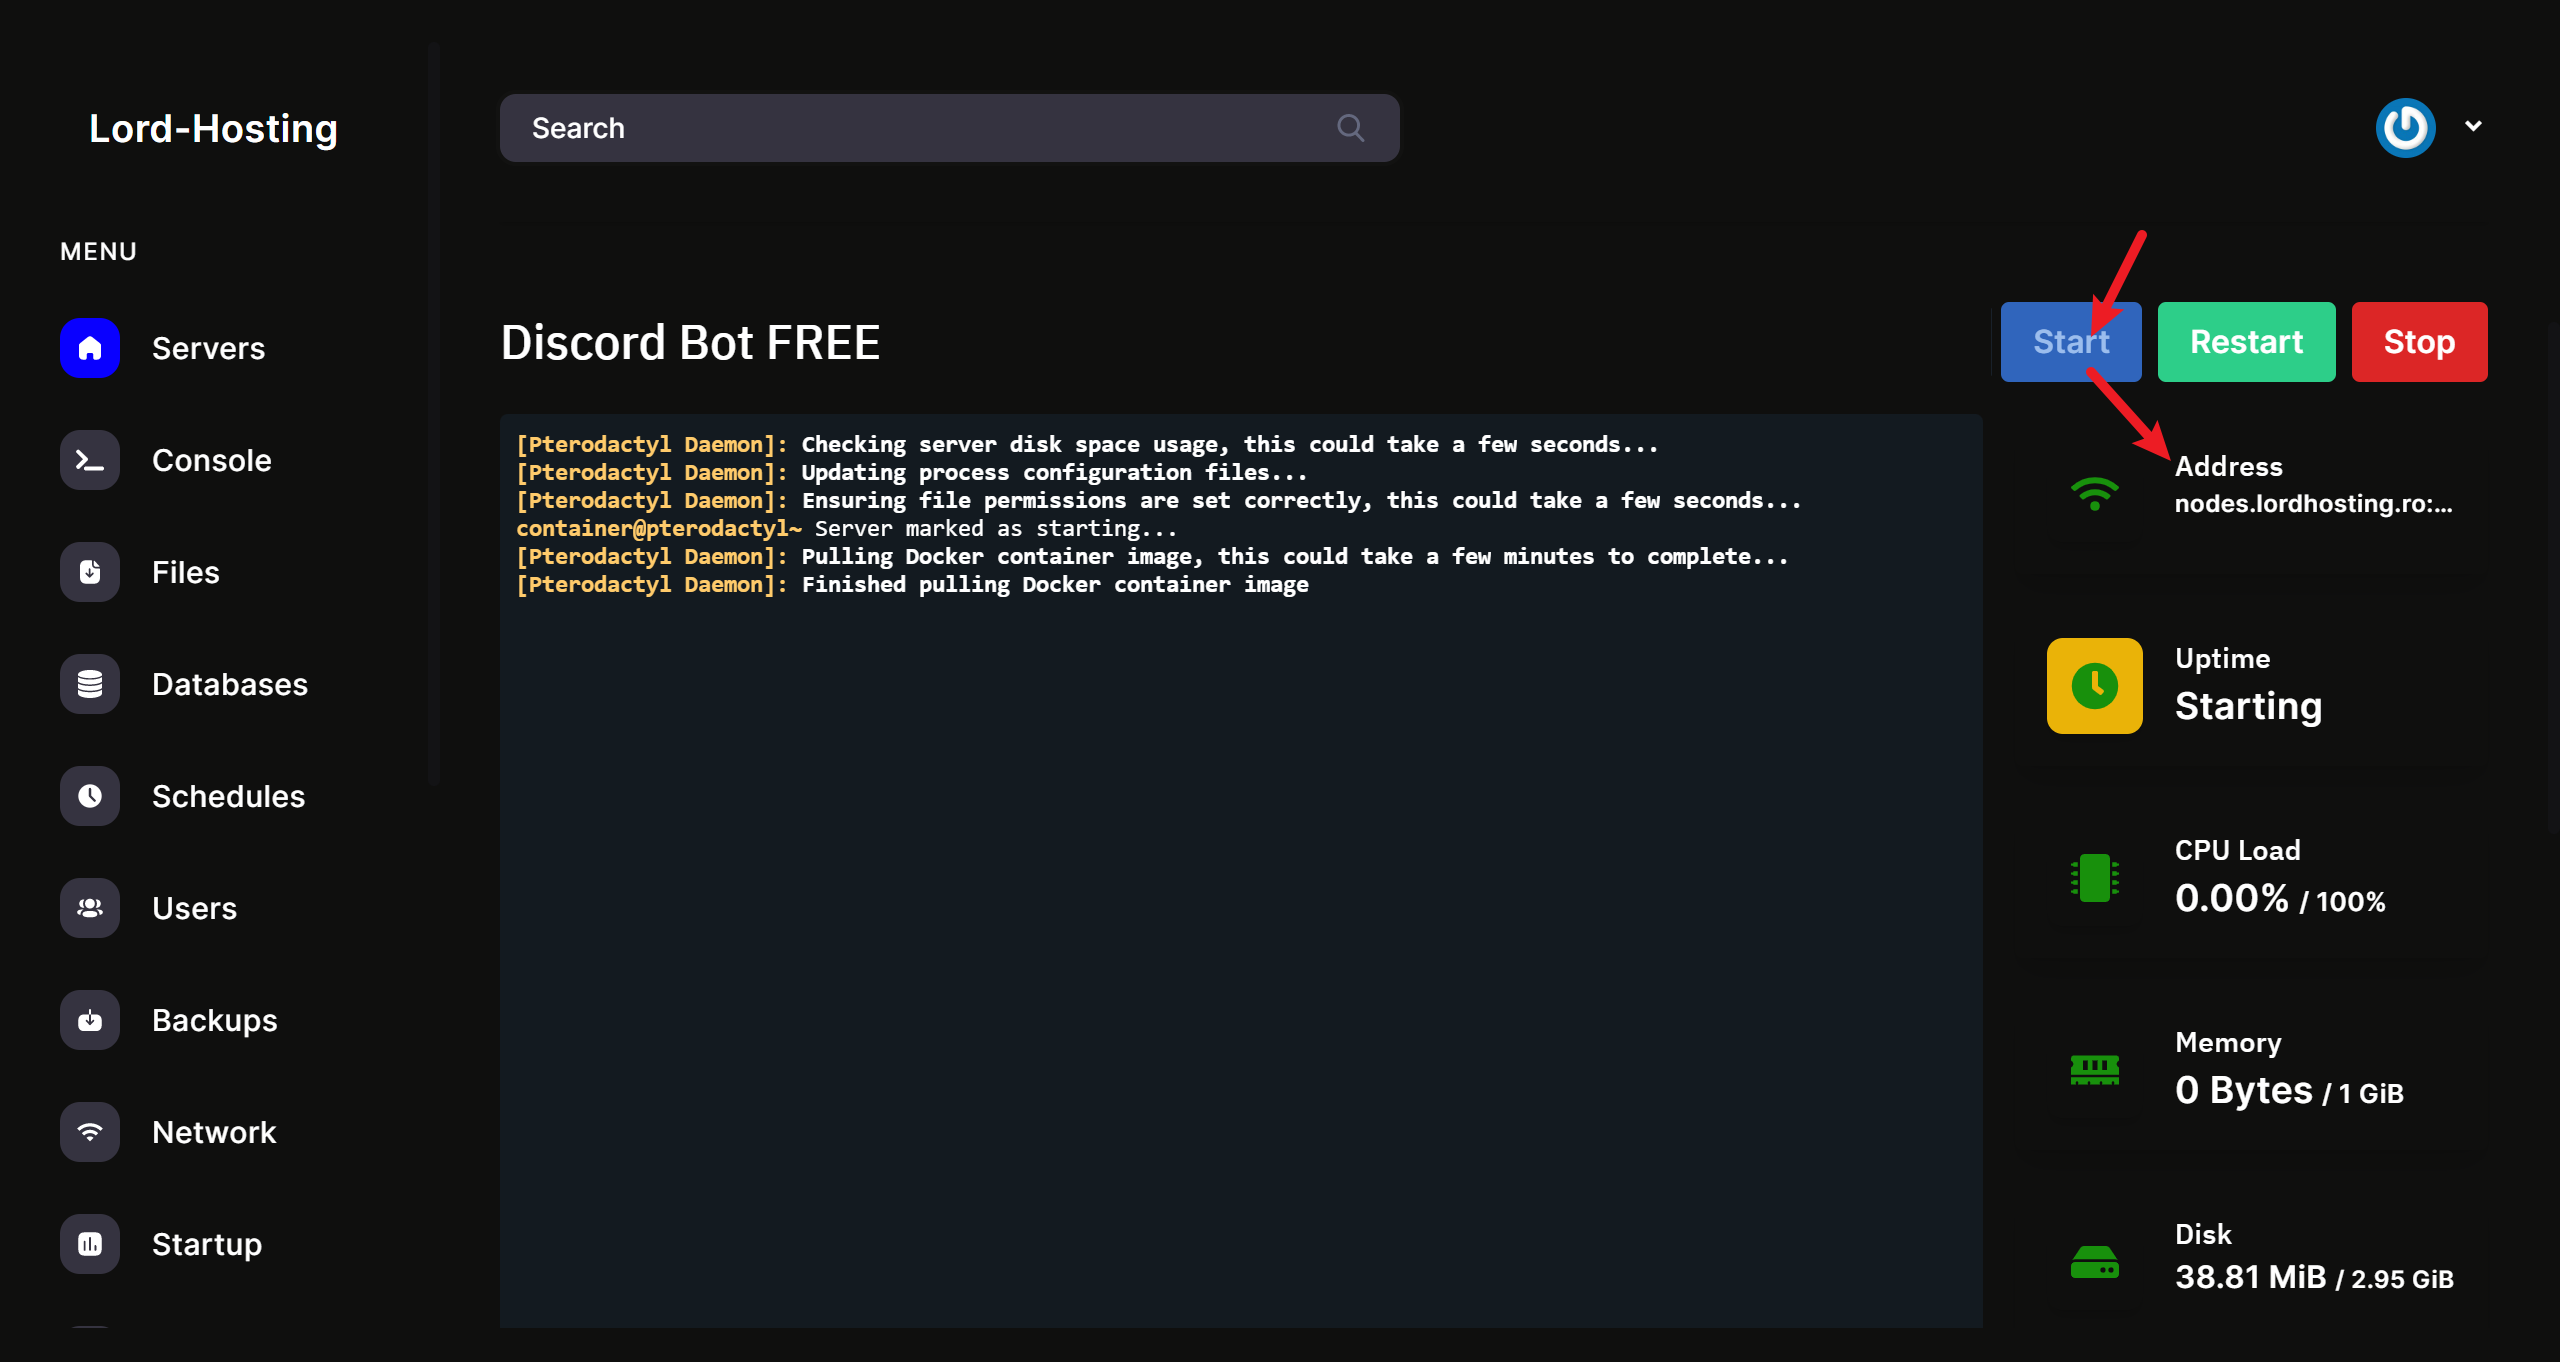 Lord-Hosting
Search
MENU
Servers
Console
Files
Databases
Schedules
Users
Backups
Network
Startup
Discord Bot FREE
Start
Restart
Stop
[Pterodactyl Daemon]: Checking server disk space usage, this could take a few seconds...
[Pterodactyl Daemon]: Updating process configuration files...
[Pterodactyl Daemon]: Ensuring file permissions are set correctly, this could take a few seconds...
container@pterodactyl~ Server marked as starting...
[Pterodactyl Daemon]: Pulling Docker container image, this could take a few minutes to complete...
[Pterodactyl Daemon]: Finished pulling Docker container image
Address
nodes.lordhosting.ro:...
Uptime
Starting
CPU Load
0.00% / 100%
Memory
0 Bytes / 1 GiB
Disk
38.81 MiB / 2.95 GiB